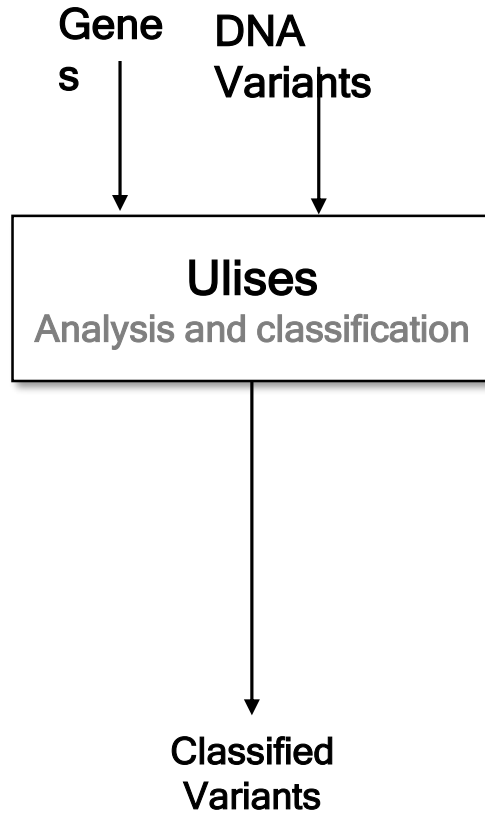 Gene
s
DNA
Variants
Ulises
Analysis and classification
Classified
Variants